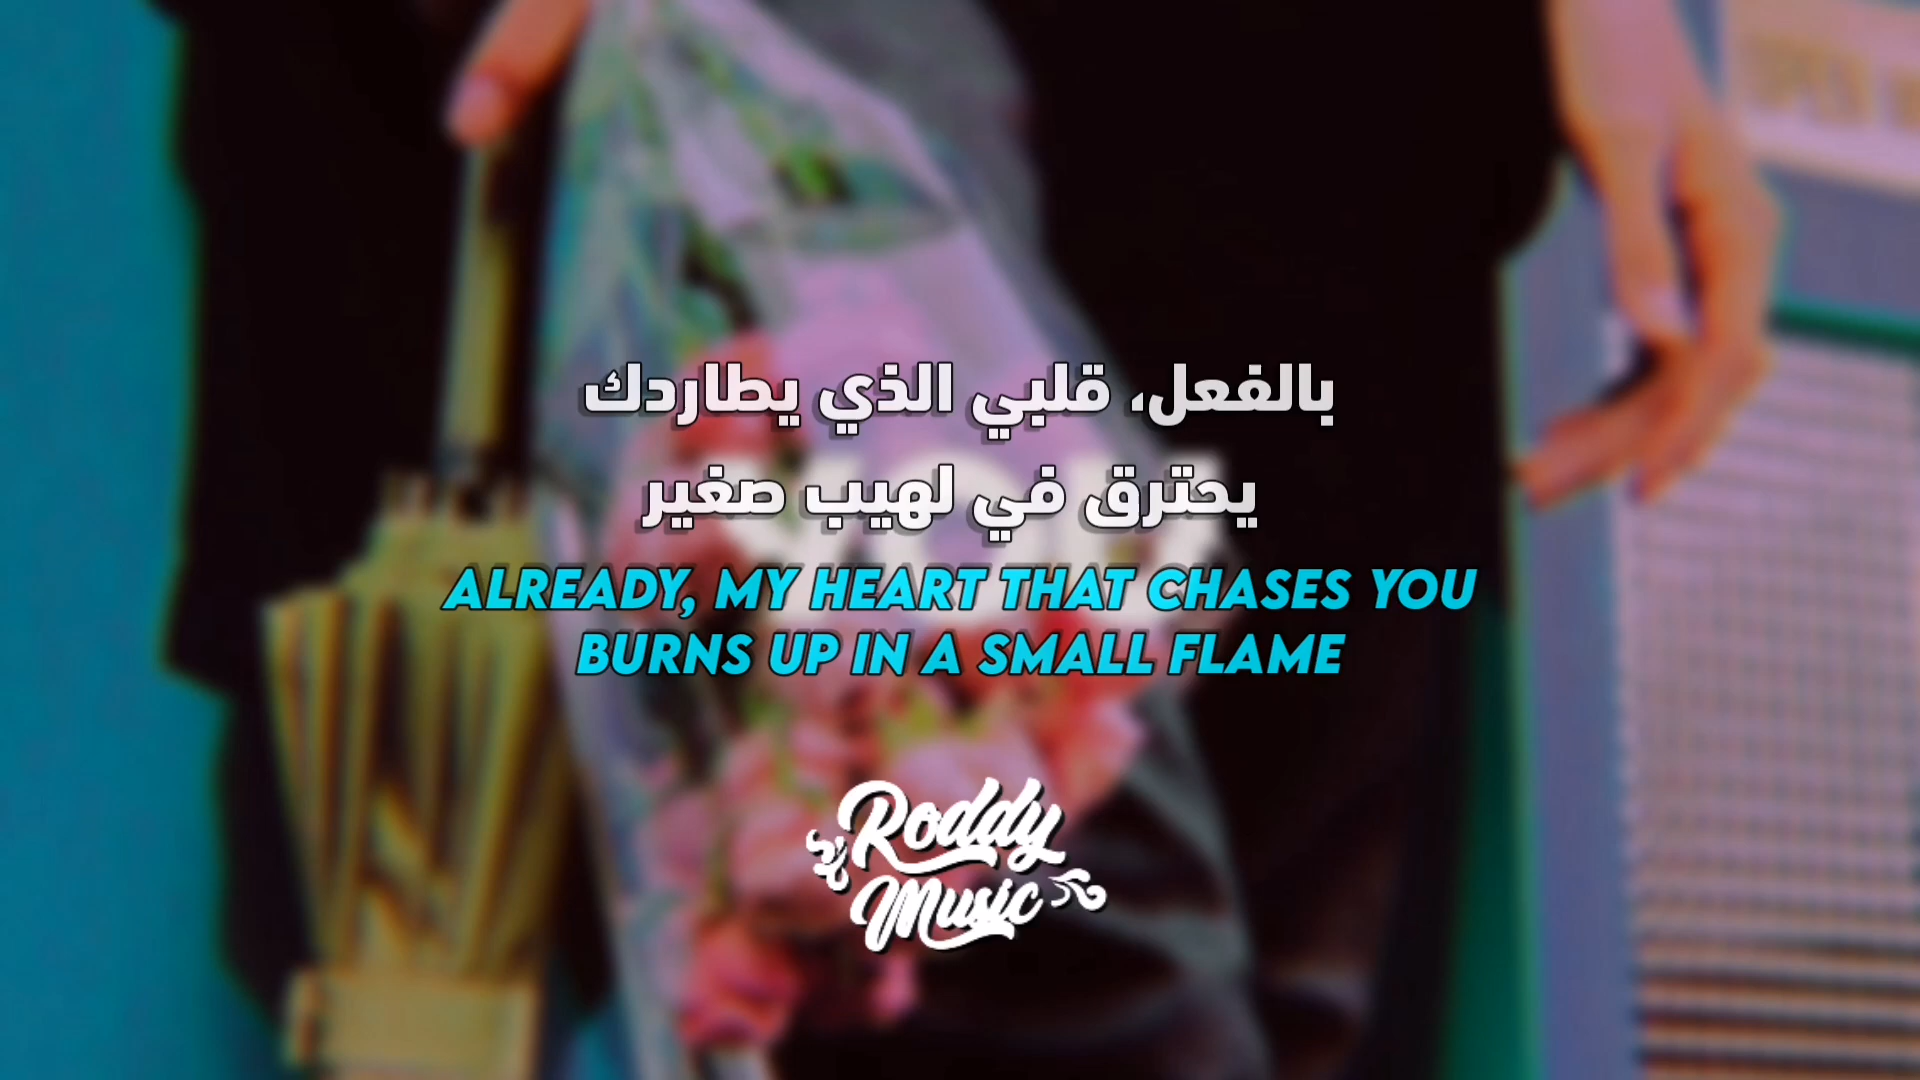 بالفعل، قلبي الذي يطاردك
يحترق في لهيب صغير
ALREADY, MY HEART THAT CHASES YOU
BURNS UP IN A SMALL FLAME
Roddy
Music